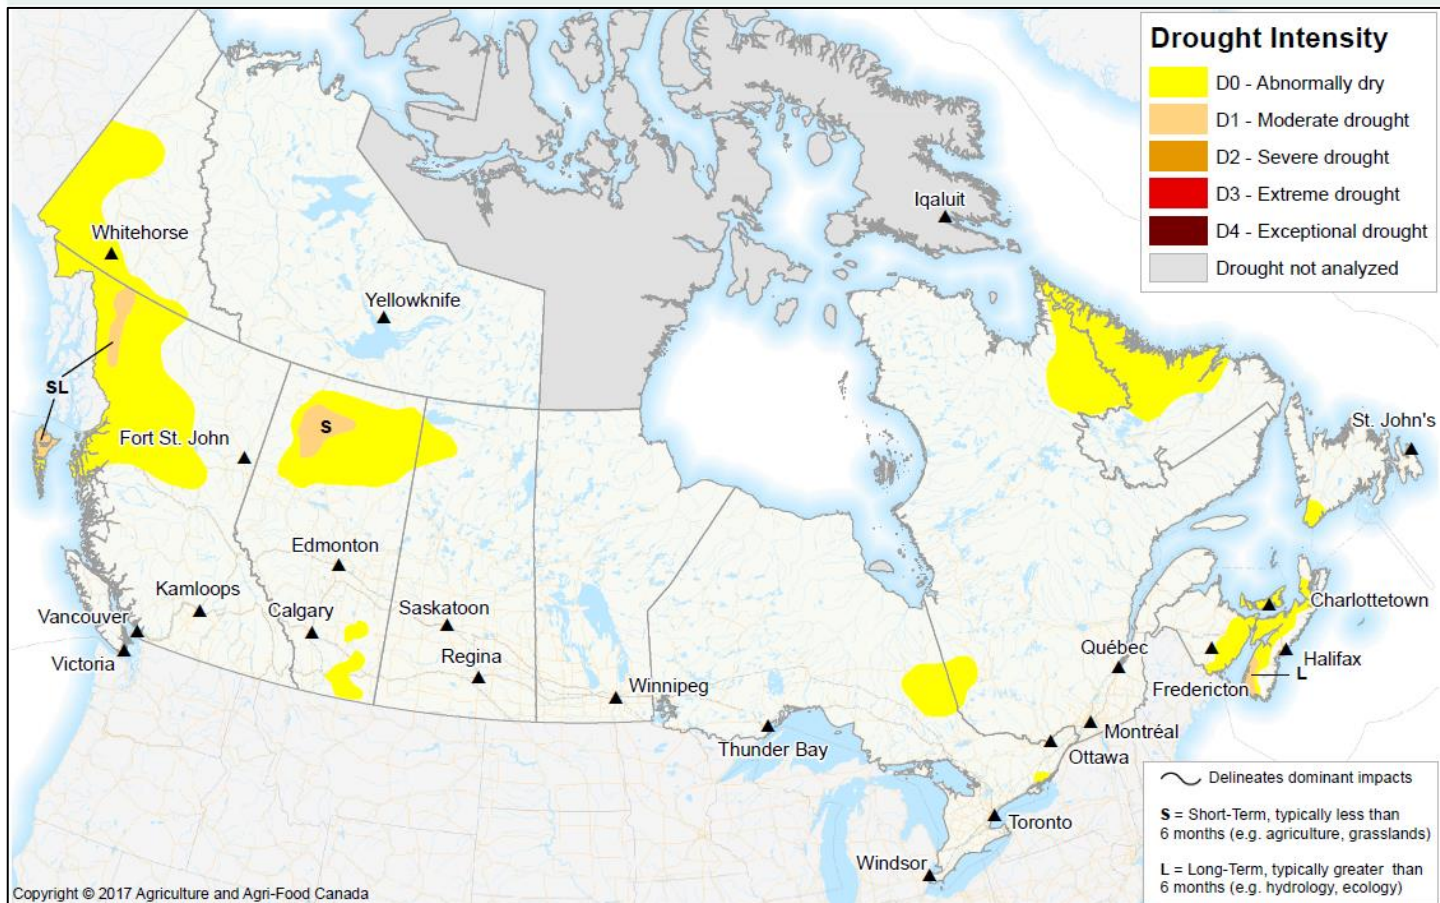 Drought Intensity
D0 - Abnormally dry
D1 - Moderate drought
D2 - Severe drought
D3 - Extreme drought
D4 - Exceptional drought
Drought not analyzed
Iqaluit
Whitehorse
Yellowknife
SL
S
Fort St. John
St. John's
Edmonton
Kamloops
Calgary
Saskatoon
Vancouver
Charlottetown
Victoria
Regina
Québec
Halifax
L
Winnipeg
Fredericton
Montréal
Thunder Bay
Ottawa
Toronto
Windsor
Delineates dominant impacts
S = Short-Term, typically less than
6 months (e.g. agriculture, grasslands)
L = Long-Term, typically greater than
6 months (e.g. hydrology, ecology)
Copyright © 2017 Agriculture and Agri-Food Canada